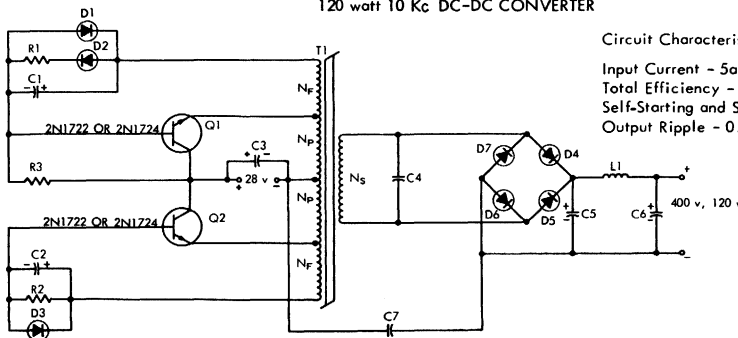 120 watt 10 Kc DC-DC CONVERTER
Circuit Characteri
Input Current - 5a
Total Efficiency -
Self-Starting and S
Output Ripple - 0
D1
R1
D2
C1
- +
T1
NF
2N1722 OR 2N1724
Q1
NP
C3
+ -
R3
+ 28 v -
NP
2N1722 OR 2N1724
Q2
NF
C2
- +
R2
D3
NS
C4
D7
D4
D6
D5
L1
+
C5
+
-
C6
+
-
400 v, 120
-
C7